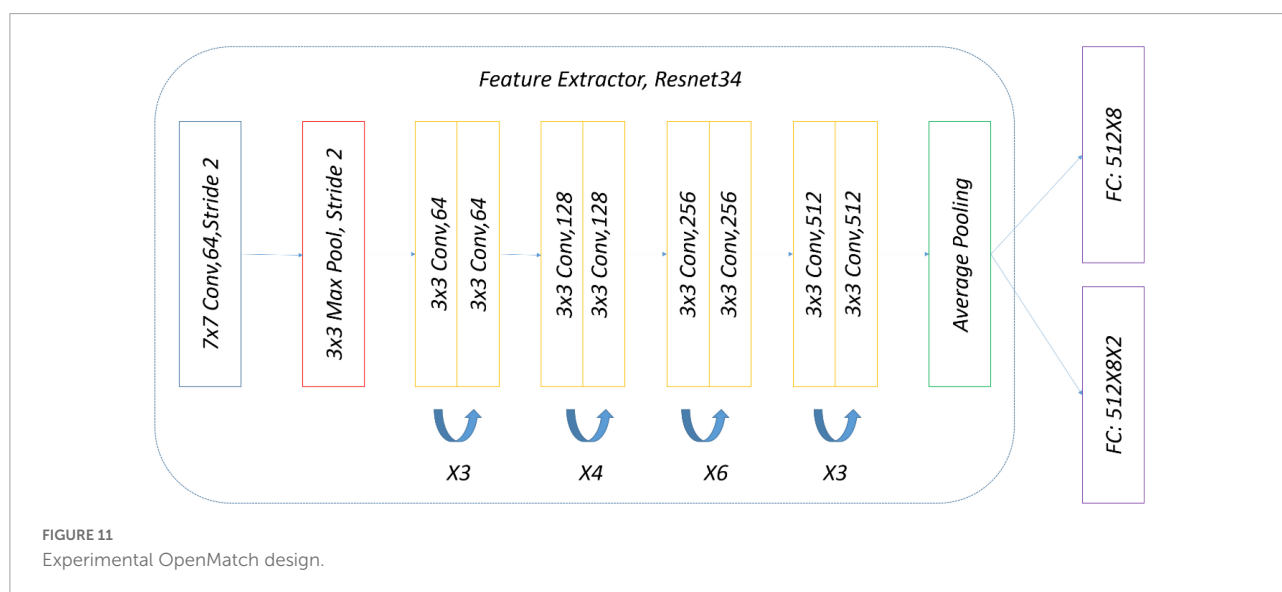 Feature Extractor, Resnet34
7x7 Conv,64,Stride 2
3x3 Max Pool, Stride 2
3x3 Conv,64
3x3 Conv,64
3x3 Conv,128
3x3 Conv,128
3x3 Conv,256
3x3 Conv,256
3x3 Conv,512
3x3 Conv,512
Average Pooling
FC: 512X8
FC: 512X8X2
X3
X4
X6
X3
FIGURE 11
Experimental OpenMatch design.